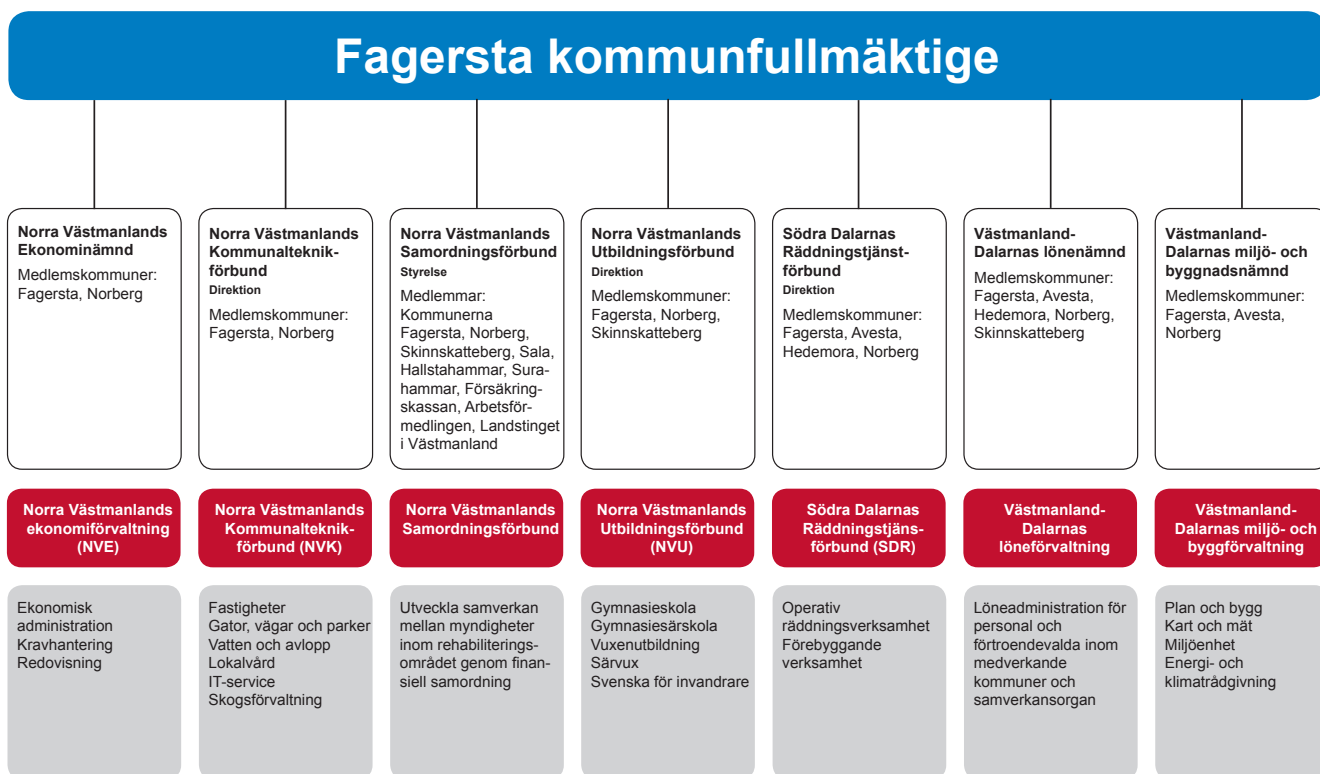 Fagersta kommunfullmäktige
Norra Västmanlands
Ekonominämnd
Medlemskommuner:
Fagersta, Norberg
Norra Västmanlands
Kommunalteknik-
förbund
Direktion
Medlemskommuner:
Fagersta, Norberg
Norra Västmanlands
Samordningsförbund
Styrelse
Medlemmar:
Kommunerna
Fagersta, Norberg,
Skinnskatteberg, Sala,
Hallstahammar, Sura-
hammar, Försäkring-
skassan, Arbetsför-
medlingen, Landstinget
i Västmanland
Norra Västmanlands
Utbildningsförbund
Direktion
Medlemskommuner:
Fagersta, Norberg,
Skinnskatteberg
Södra Dalarnas
Räddningstjänst-
förbund
Direktion
Medlemskommuner:
Fagersta, Avesta,
Hedemora, Norberg
Västmanland-
Dalarnas lönenämnd
Medlemskommuner:
Fagersta, Avesta,
Hedemora, Norberg,
Skinnskatteberg
Västmanland-
Dalarnas miljö- och
byggnadsnämnd
Medlemskommuner:
Fagersta, Avesta,
Norberg
Norra Västmanlands
ekonomiförvaltning
(NVE)
Norra Västmanlands
Kommunalteknik-
förbund (NVK)
Norra Västmanlands
Samordningsförbund
Norra Västmanlands
Utbildningsförbund
(NVU)
Södra Dalarnas
Räddningstjäns-
förbund (SDR)
Västmanland-
Dalarnas
löneförvaltning
Västmanland-
Dalarnas miljö- och
byggförvaltning
Ekonomisk
administration
Kravhantering
Redovisning
Fastigheter
Gator, vägar och parker
Vatten och avlopp
Lokalvård
IT-service
Skogsförvaltning
Utveckla samverkan
mellan myndigheter
inom rehabiliterings-
området genom finan-
siell samordning
Gymnasieskola
Gymnasiesärskola
Vuxenutbildning
Särvux
Svenska för invandrare
Operativ
räddningsverksamhet
Förebyggande
verksamhet
Löneadministration för
personal och
förtroendevalda inom
medverkande
kommuner och
samverkansorgan
Plan och bygg
Kart och mät
Miljöenhet
Energi- och
klimatrådgivning